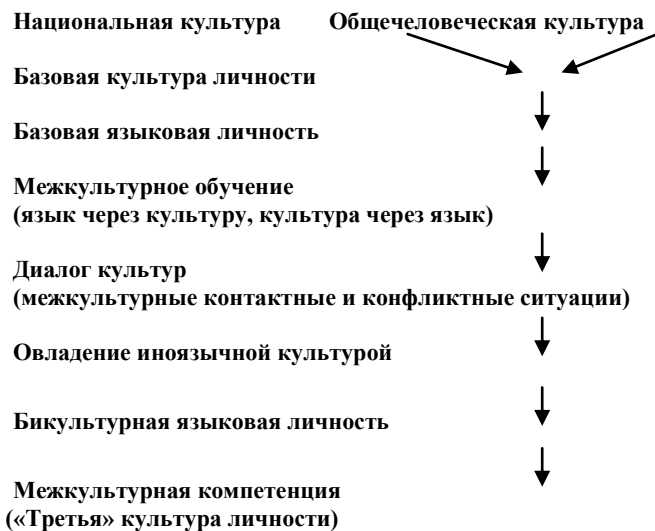 Национальная культура Общечеловеческая культура
Базовая культура личности
Базовая языковая личность
Межкультурное обучение
(язык через культуру, культура через язык)
Диалог культур
(межкультурные контактные и конфликтные ситуации)
Овладение иноязычной культурой
Бикультурная языковая личность
Межкультурная компетенция
(«Третья» культура личности)